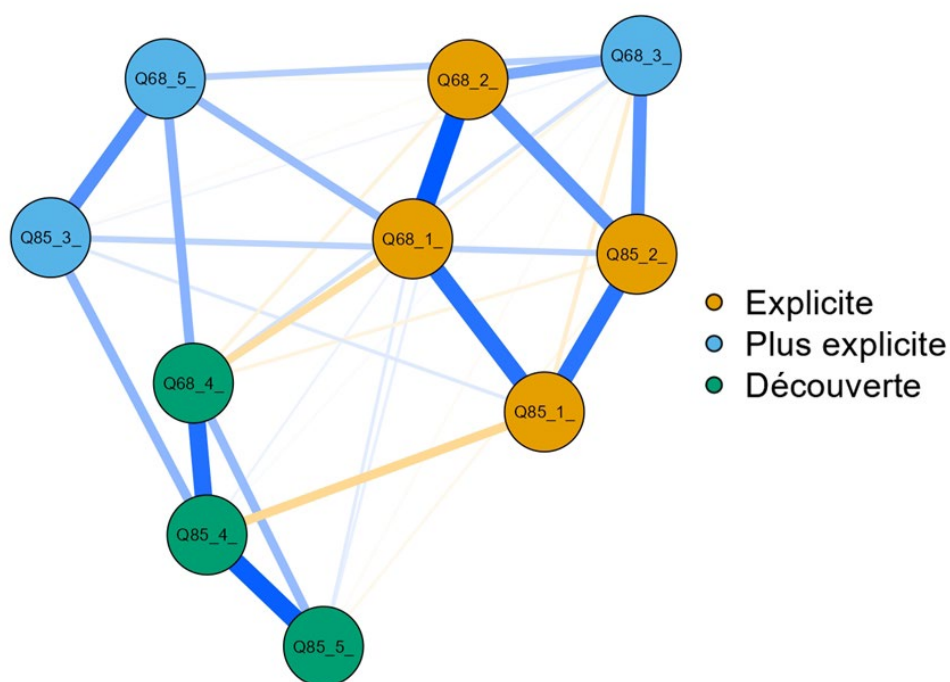 Q68_3_
Q68_5_
Q68_2_
Q85_3_
Q68_1_
Q85_2_
Explicite
Plus explicite
Découverte
Q68_4_
Q85_1_
Q85_4_
Q85_5_